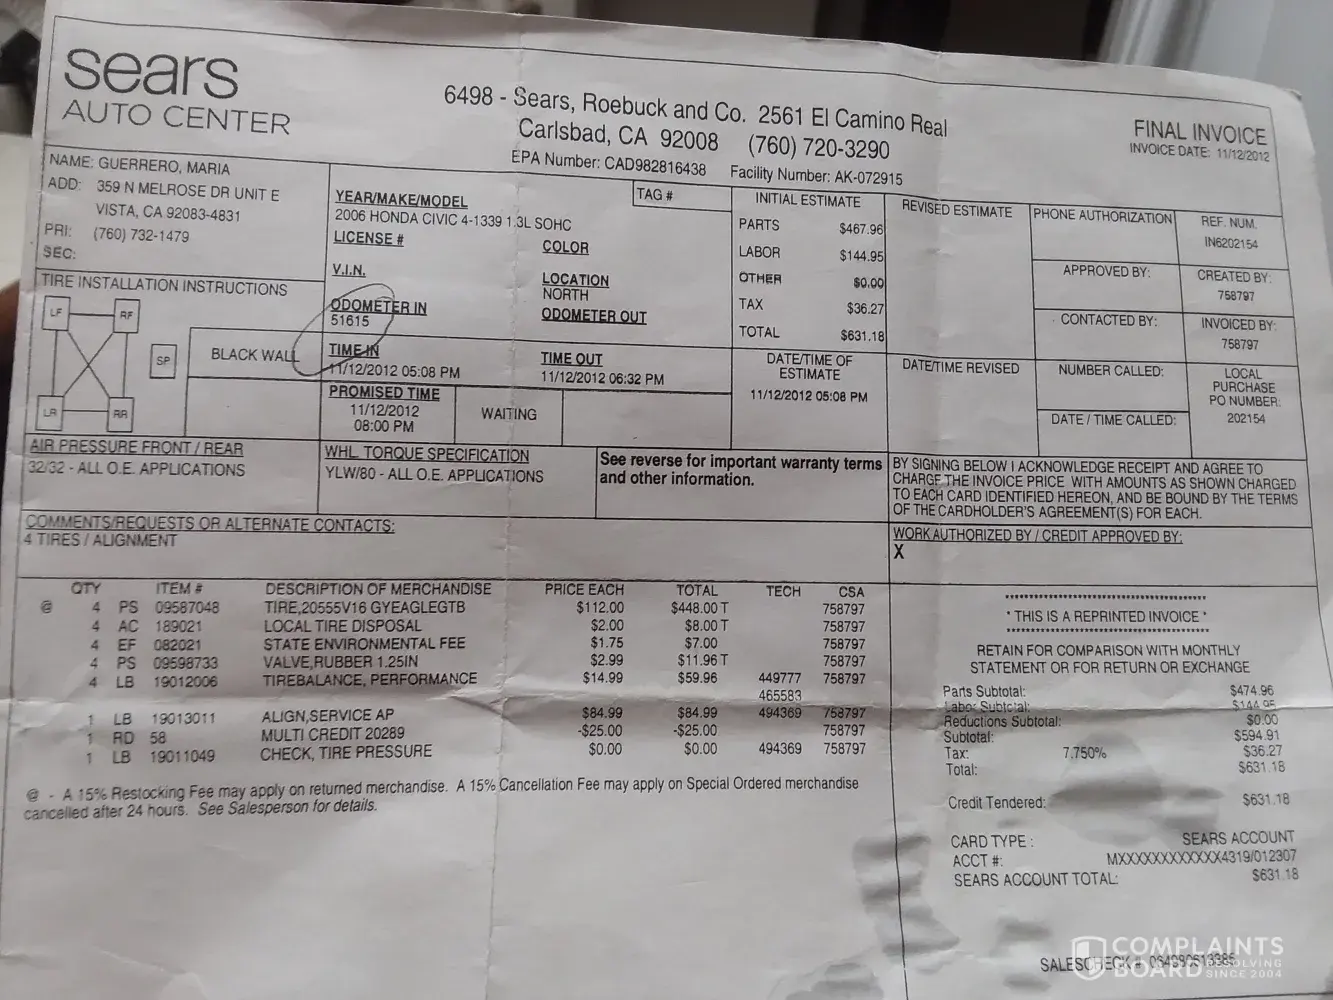 sears
AUTO CENTER
6498 - Sears, Roebuck and Co. 2561 El Camino Real
Carlsbad, CA 92008 (760) 720-3290
EPA Number: CAD982816438 Facility Number: AK-072915
FINAL INVOICE
INVOICE DATE: 11/12/2012
NAME: GUERRERO, MARIA
ADD: 359 N MELROSE DR UNIT E
VISTA, CA 92083-4831
PRI: (760) 732-1479
SEC:
YEAR/MAKE/MODEL
2006 HONDA CIVIC 4-1339 1.3L SOHC
TAG #
LICENSE #
COLOR
V.I.N.
LOCATION
NORTH
ODOMETER IN
51615
ODOMETER OUT
TIME IN
11/12/2012 05:08 PM
TIME OUT
11/12/2012 06:32 PM
PROMISED TIME
11/12/2012
08:00 PM
WAITING
INITIAL ESTIMATE
PARTS $467.96
LABOR $144.95
OTHER $0.00
TAX $36.27
TOTAL $631.18
DATE/TIME OF
ESTIMATE
11/12/2012 05:08 PM
REVISED ESTIMATE
DATE/TIME REVISED
PHONE AUTHORIZATION
APPROVED BY:
CONTACTED BY:
NUMBER CALLED:
DATE / TIME CALLED:
REF. NUM.
IN6202154
CREATED BY:
758797
INVOICED BY:
758797
LOCAL
PURCHASE
PO NUMBER:
202154
TIRE INSTALLATION INSTRUCTIONS
LF RF
SP
LR RR
BLACK WALL
AIR PRESSURE FRONT / REAR
32/32 - ALL O.E. APPLICATIONS
WHL. TORQUE SPECIFICATION
YLW/80 - ALL O.E. APPLICATIONS
See reverse for important warranty terms
and other information.
BY SIGNING BELOW I ACKNOWLEDGE RECEIPT AND AGREE TO
CHARGE THE INVOICE PRICE WITH AMOUNTS AS SHOWN CHARGED
TO EACH CARD IDENTIFIED HEREON, AND BE BOUND BY THE TERMS
OF THE CARDHOLDER'S AGREEMENT(S) FOR EACH.
COMMENTS/REQUESTS OR ALTERNATE CONTACTS:
4 TIRES / ALIGNMENT
WORK AUTHORIZED BY / CREDIT APPROVED BY:
X
QTY ITEM # DESCRIPTION OF MERCHANDISE PRICE EACH TOTAL TECH CSA
@ 4 PS 09587048 TIRE,20555V16 GYEAGLEGTB $112.00 $448.00 T 758797
4 AC 189021 LOCAL TIRE DISPOSAL $2.00 $8.00 T 758797
4 EF 082021 STATE ENVIRONMENTAL FEE $1.75 $7.00 758797
4 PS 09598733 VALVE,RUBBER 1.25IN $2.99 $11.96 T 758797
4 LB 19012006 TIREBALANCE, PERFORMANCE $14.99 $59.96 449777 758797
465583
1 LB 19013011 ALIGN,SERVICE AP $84.99 $84.99 494369 758797
1 RD 58 MULTI CREDIT 20289 -$25.00 -$25.00 758797
1 LB 19011049 CHECK, TIRE PRESSURE $0.00 $0.00 494369 758797
@ - A 15% Restocking Fee may apply on returned merchandise. A 15% Cancellation Fee may apply on Special Ordered merchandise
cancelled after 24 hours. See Salesperson for details.
****************************************
* THIS IS A REPRINTED INVOICE *
****************************************
RETAIN FOR COMPARISON WITH MONTHLY
STATEMENT OR FOR RETURN OR EXCHANGE
Parts Subtotal: $474.96
Labor Subtotal: $144.95
Reductions Subtotal: $0.00
Subtotal: $594.91
Tax: 7.750% $36.27
Total: $631.18
Credit Tendered: $631.18
CARD TYPE : SEARS ACCOUNT
ACCT #: MXXXXXXXXXXXX4319/012307
SEARS ACCOUNT TOTAL: $631.18
SALESCHECK #
COMPLAINTS
BOARD RESOLVING
SINCE 2004